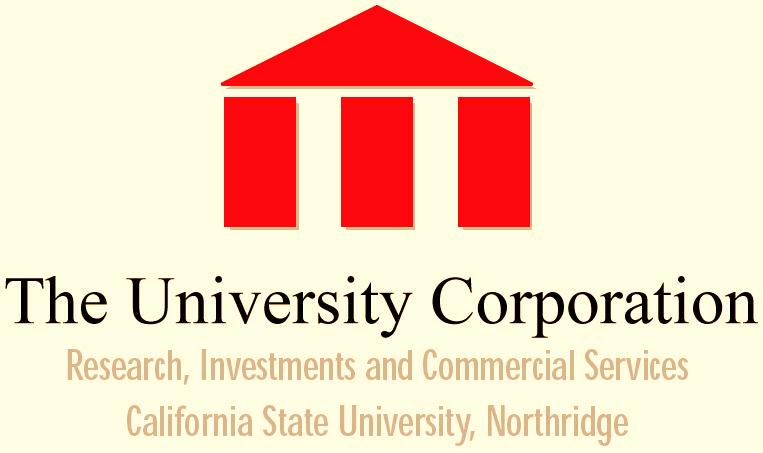 The University Corporation
Research, Investments and Commercial Services
California State University, Northridge